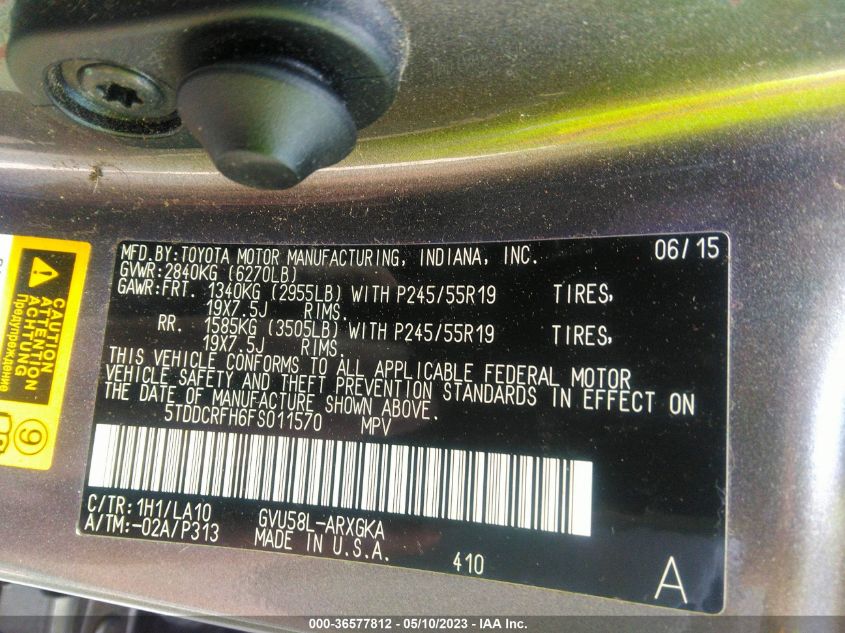 MFD.BY:TOYOTA MOTOR MANUFACTURING, INDIANA, INC. 06/15
GVWR:2840KG (6270LB)
GAWR:FRT. 1340KG (2955LB) WITH P245/55R19 TIRES,
19X7.5J RIMS.
RR. 1585KG (3505LB) WITH P245/55R19 TIRES,
19X7.5J RIMS.
THIS VEHICLE CONFORMS TO ALL APPLICABLE FEDERAL MOTOR
VEHICLE SAFETY AND THEFT PREVENTION STANDARDS IN EFFECT ON
THE DATE OF MANUFACTURE SHOWN ABOVE.
5TDDCRFH6FS011570 MPV
C/TR:1H1/LA10 GVU58L-ARXGKA
A/TM:-02A/P313 MADE IN U.S.A.
410 A
CAUTION
ATTENTION
ACHTUNG
Предупреждение
9
000-36577812 - 05/10/2023 - IAA Inc.